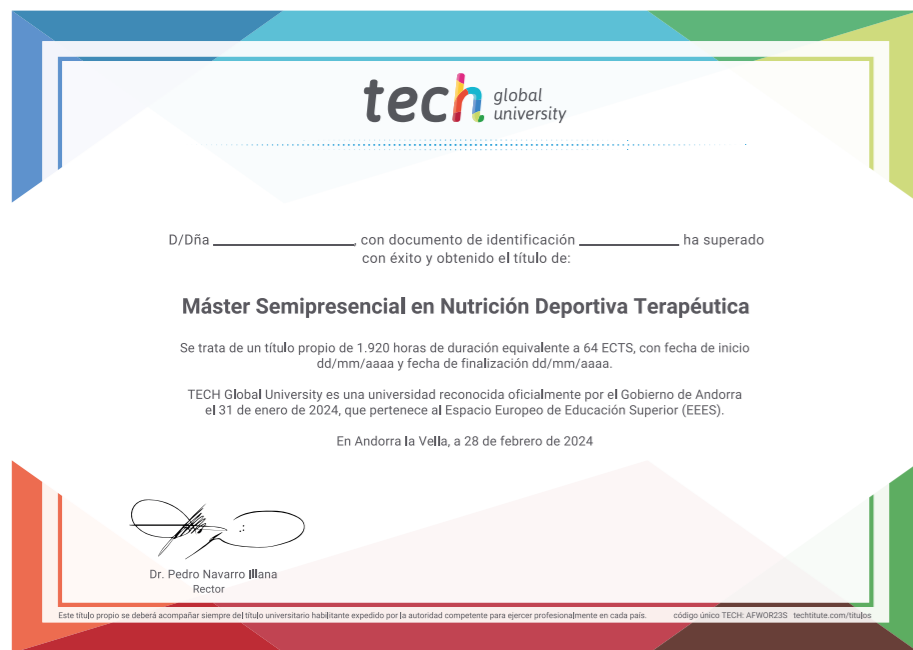 tech global university
D/Dña ______________, con documento de identificación __________ ha superado
con éxito y obtenido el título de:
Máster Semipresencial en Nutrición Deportiva Terapéutica
Se trata de un título propio de 1.920 horas de duración equivalente a 64 ECTS, con fecha de inicio
dd/mm/aaaa y fecha de finalización dd/mm/aaaa.
TECH Global University es una universidad reconocida oficialmente por el Gobierno de Andorra
el 31 de enero de 2024, que pertenece al Espacio Europeo de Educación Superior (EEES).
En Andorra la Vella, a 28 de febrero de 2024
Dr. Pedro Navarro Illana
Rector
Este título propio se deberá acompañar siempre del título universitario habilitante expedido por la autoridad competente para ejercer profesionalmente en cada país. código único TECH: AFWOR23S techtitute.com/titulos